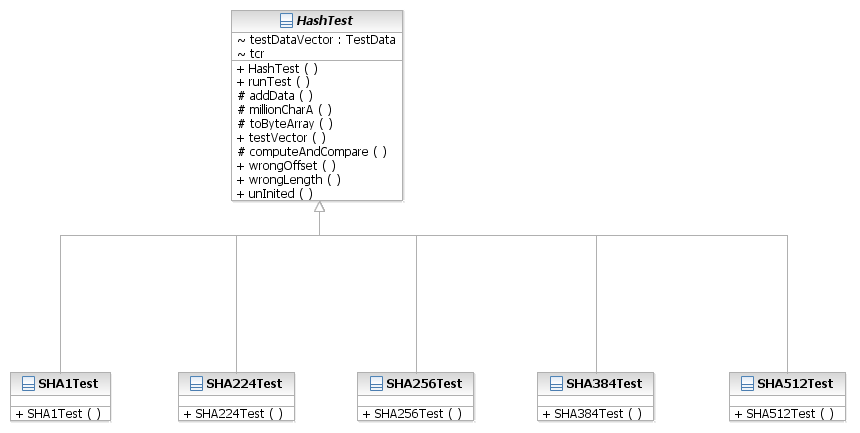 HashTest
~ testDataVector : TestData
~ tcr
+ HashTest ( )
+ runTest ( )
# addData ( )
# millionCharA ( )
# toByteArray ( )
+ testVector ( )
# computeAndCompare ( )
+ wrongOffset ( )
+ wrongLength ( )
+ unInited ( )
SHA1Test
+ SHA1Test ( )
SHA224Test
+ SHA224Test ( )
SHA256Test
+ SHA256Test ( )
SHA384Test
+ SHA384Test ( )
SHA512Test
+ SHA512Test ( )